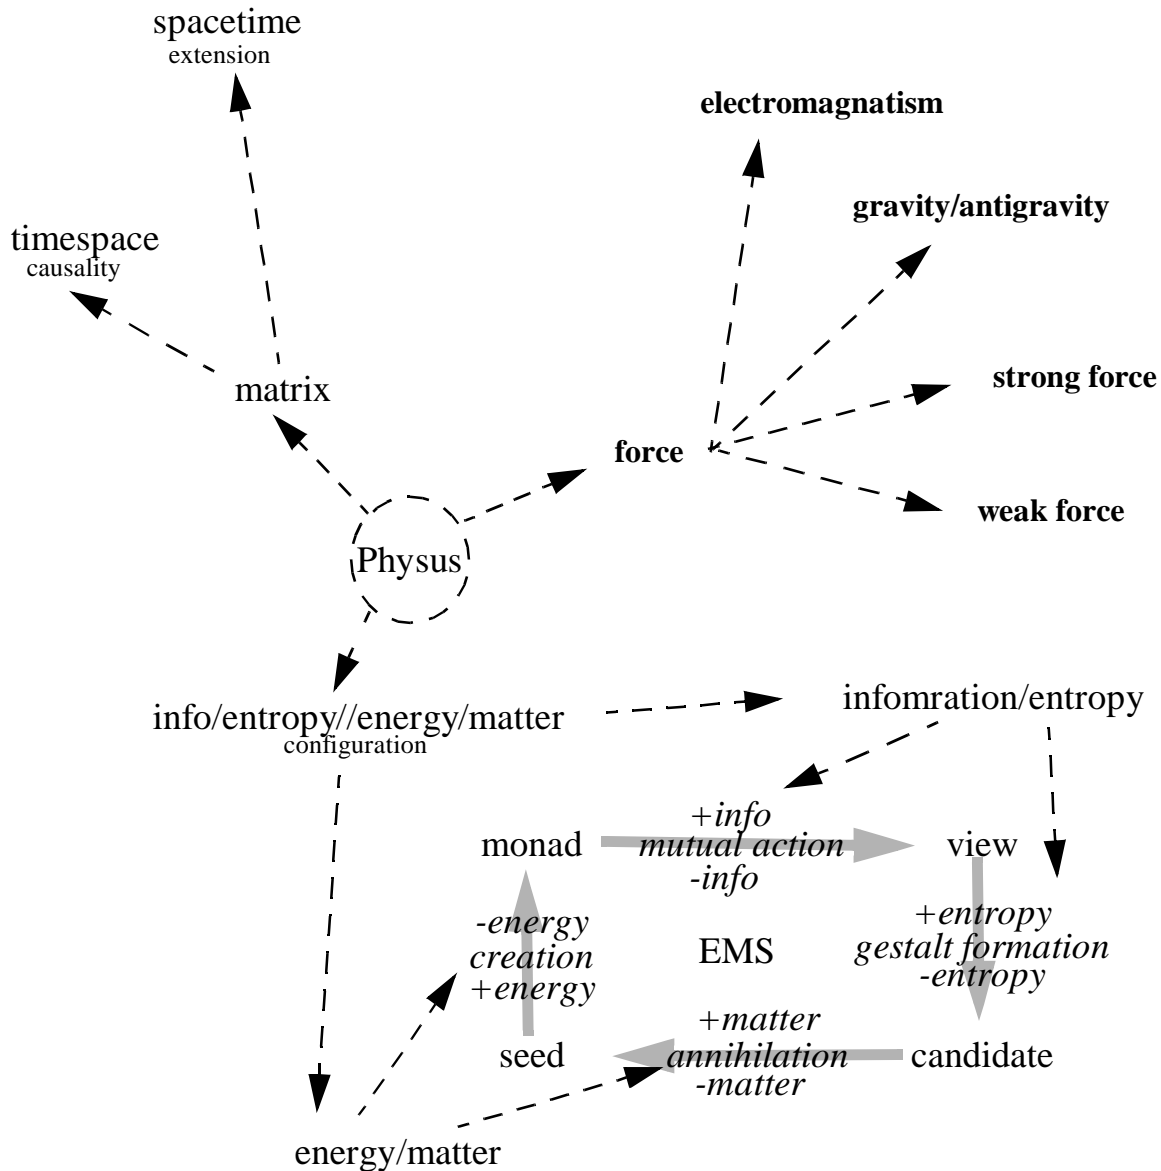 spacetime
extension
electromagnatism
gravity/antigravity
timespace
causality
matrix
strong force
force
weak force
Physus
info/entropy//energy/matter
configuration
infomration/entropy
+info
monad
mutual action
view
-info
-energy
creation
+energy
EMS
+entropy
gestalt formation
-entropy
+matter
seed
annihilation
candidate
-matter
energy/matter